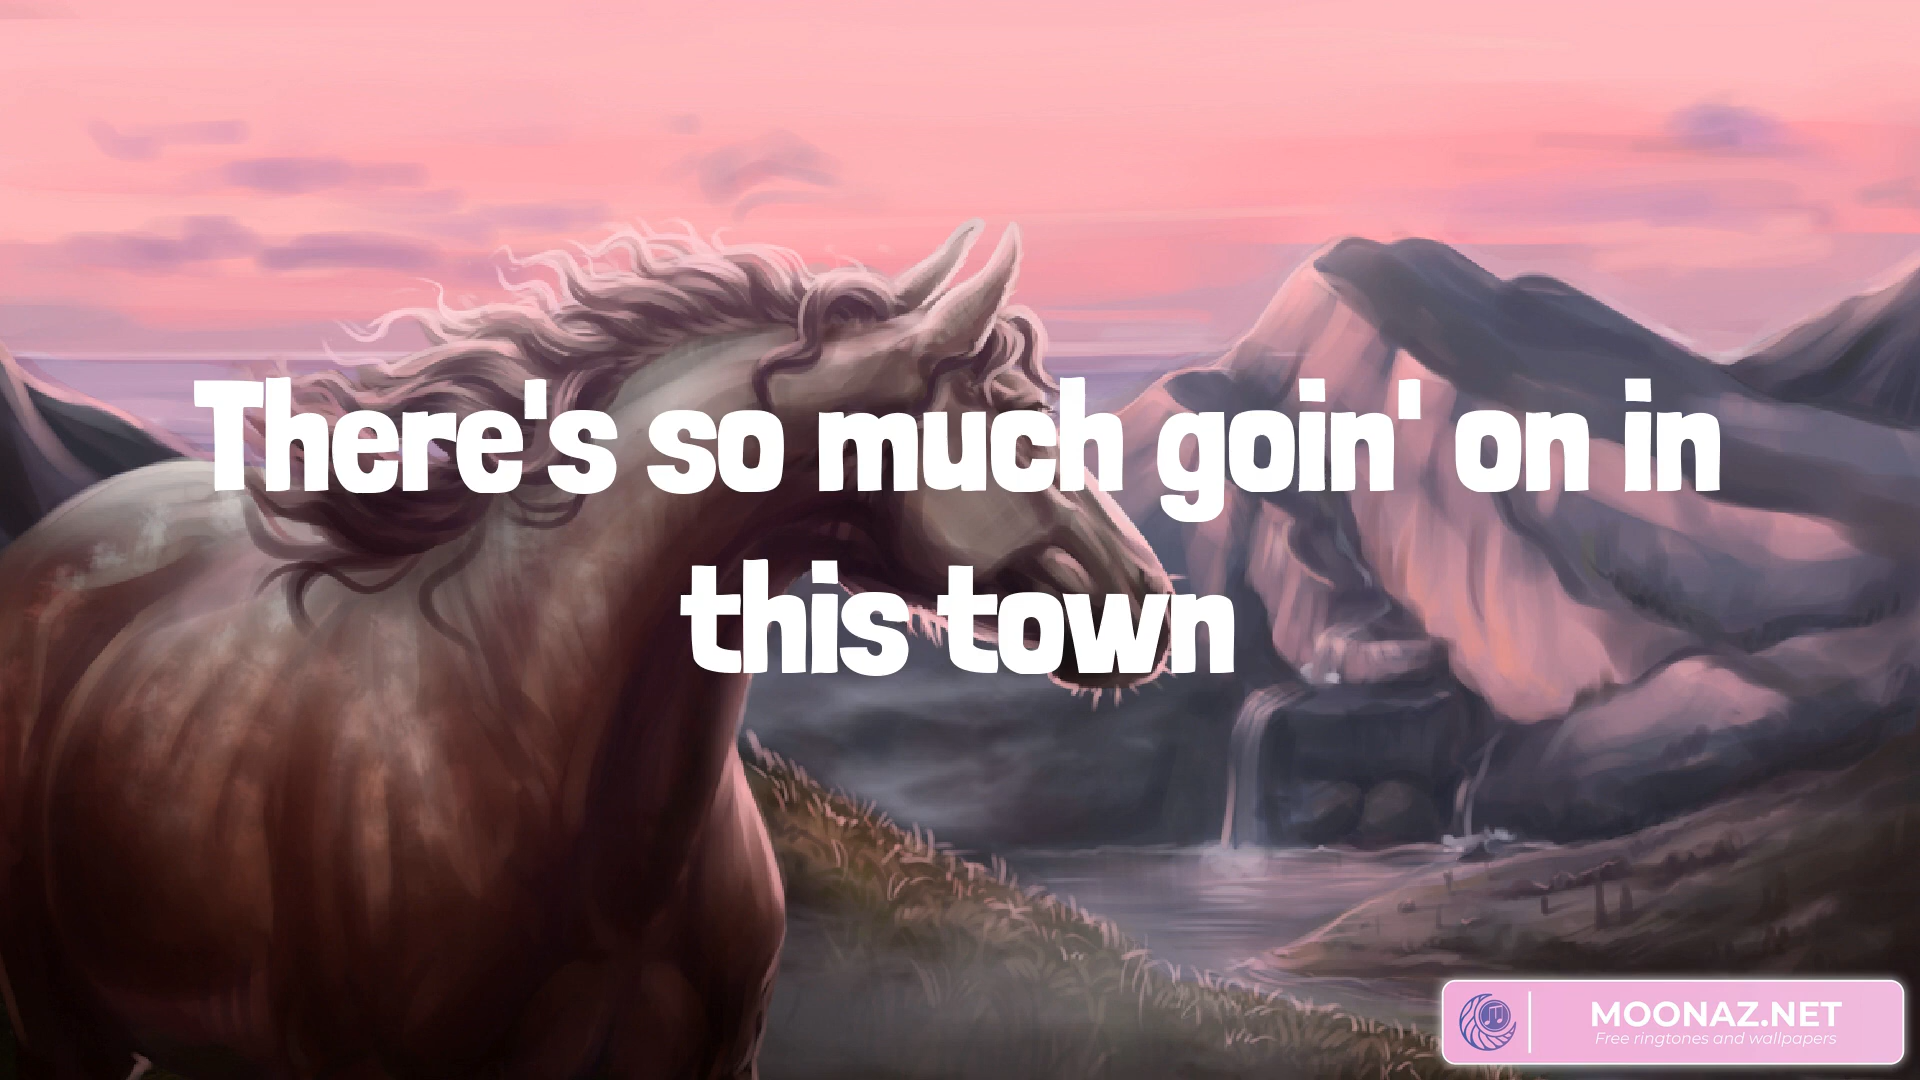 There's so much goin' on in
this town
MOONAZ.NET
Free ringtones and wallpapers